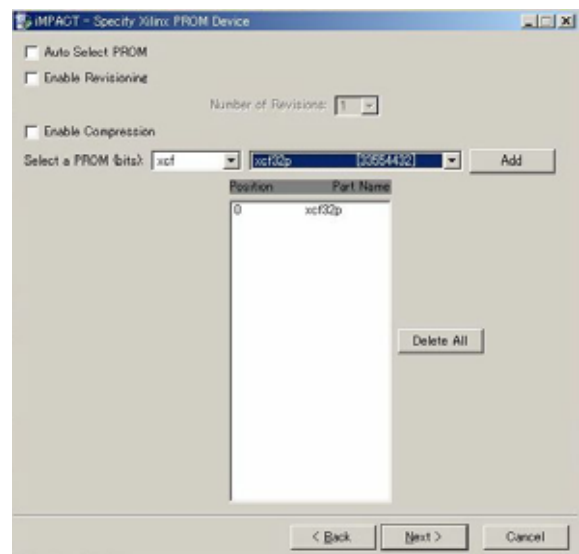 iMPACT - Specify Xilinx PROM Device
Auto Select PROM
Enable Revisioning
Number of Revisions: 1
Enable Compression
Select a PROM (bits): xcf xcf32p [33554432] Add
Position Part Name
0 xcf32p
Delete All
< Back Next > Cancel